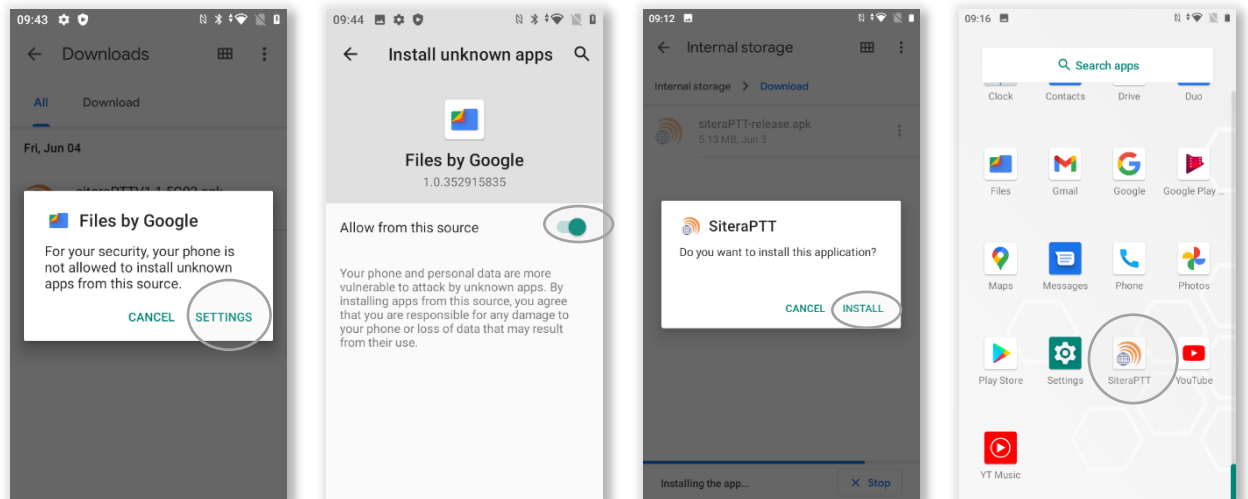 09:43
Downloads
All Download
Fri, Jun 04
Files by Google
For your security, your phone is
not allowed to install unknown
apps from this source.
CANCEL SETTINGS
09:44
Install unknown apps
Files by Google
1.0.352915835
Allow from this source
Your phone and personal data are more
vulnerable to attack by unknown apps. By
installing apps from this source, you agree
that you are responsible for any damage to
your phone or loss of data that may result
from their use.
09:12
Internal storage
Internal storage > Download
siteraPTT-release.apk
5.13 MB, Jun 3
SiteraPTT
Do you want to install this application?
CANCEL INSTALL
Installing the app... X Stop
09:16
Search apps
Clock Contacts Drive Duo
Files Gmail Google Google Play ...
Maps Messages Phone Photos
Play Store Settings SiteraPTT YouTube
YT Music